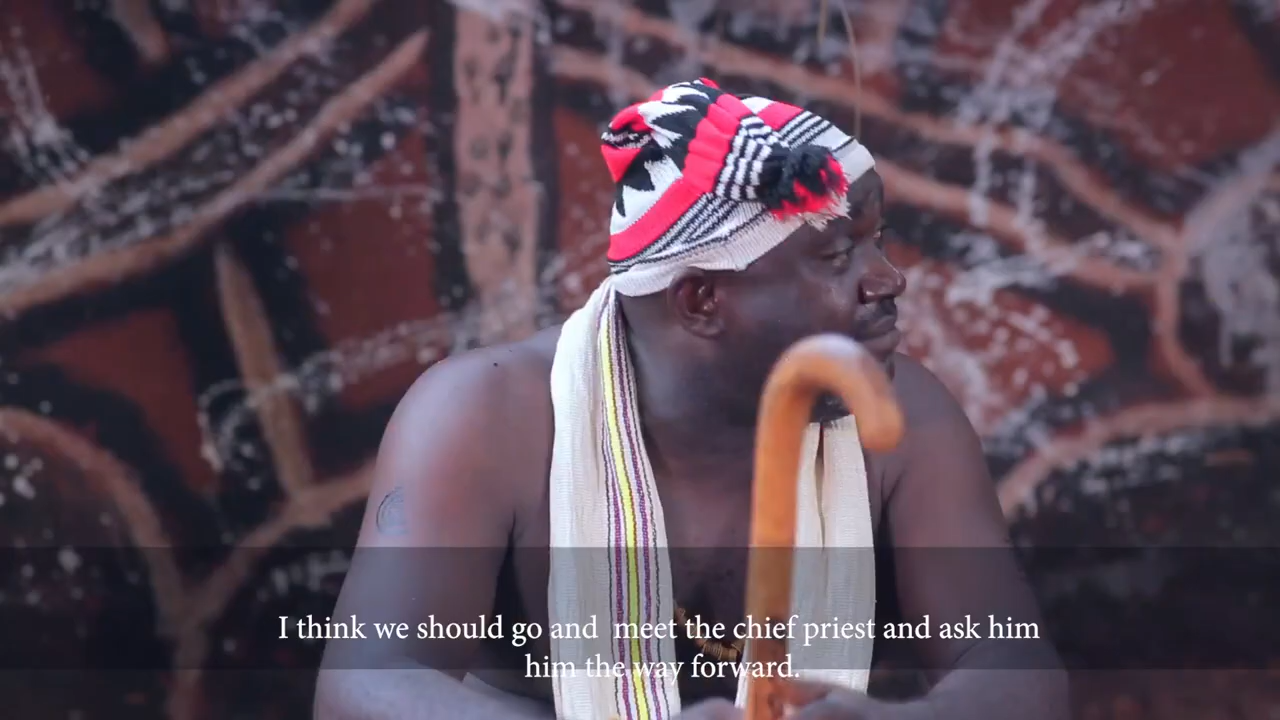 I think we should go and  meet the chief priest and ask him
him the way forward.